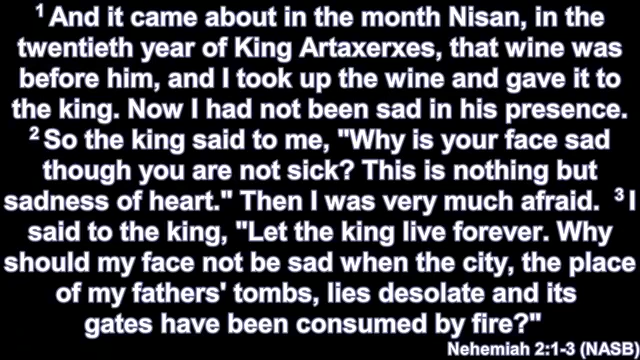 1 And it came about in the month Nisan, in the
twentieth year of King Artaxerxes, that wine was
before him, and I took up the wine and gave it to
the king. Now I had not been sad in his presence.
2 So the king said to me, "Why is your face sad
though you are not sick? This is nothing but
sadness of heart." Then I was very much afraid. 3 I
said to the king, "Let the king live forever. Why
should my face not be sad when the city, the place
of my fathers' tombs, lies desolate and its
gates have been consumed by fire?"
Nehemiah 2:1-3 (NASB)